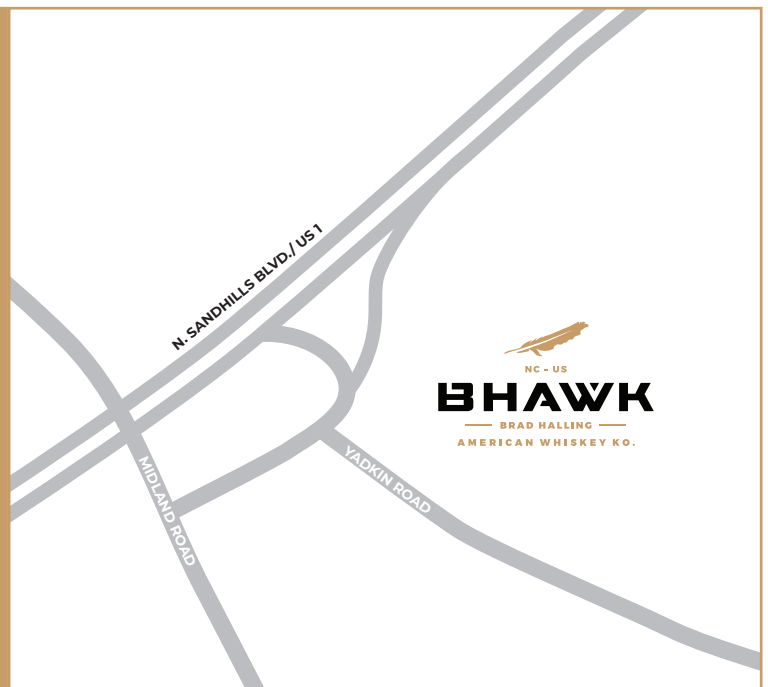 N. SANDHILLS BLVD./ US 1
NC - US
BHAWK
BRAD HALLING
AMERICAN WHISKEY KO.
MIDLAND ROAD
YADKIN ROAD